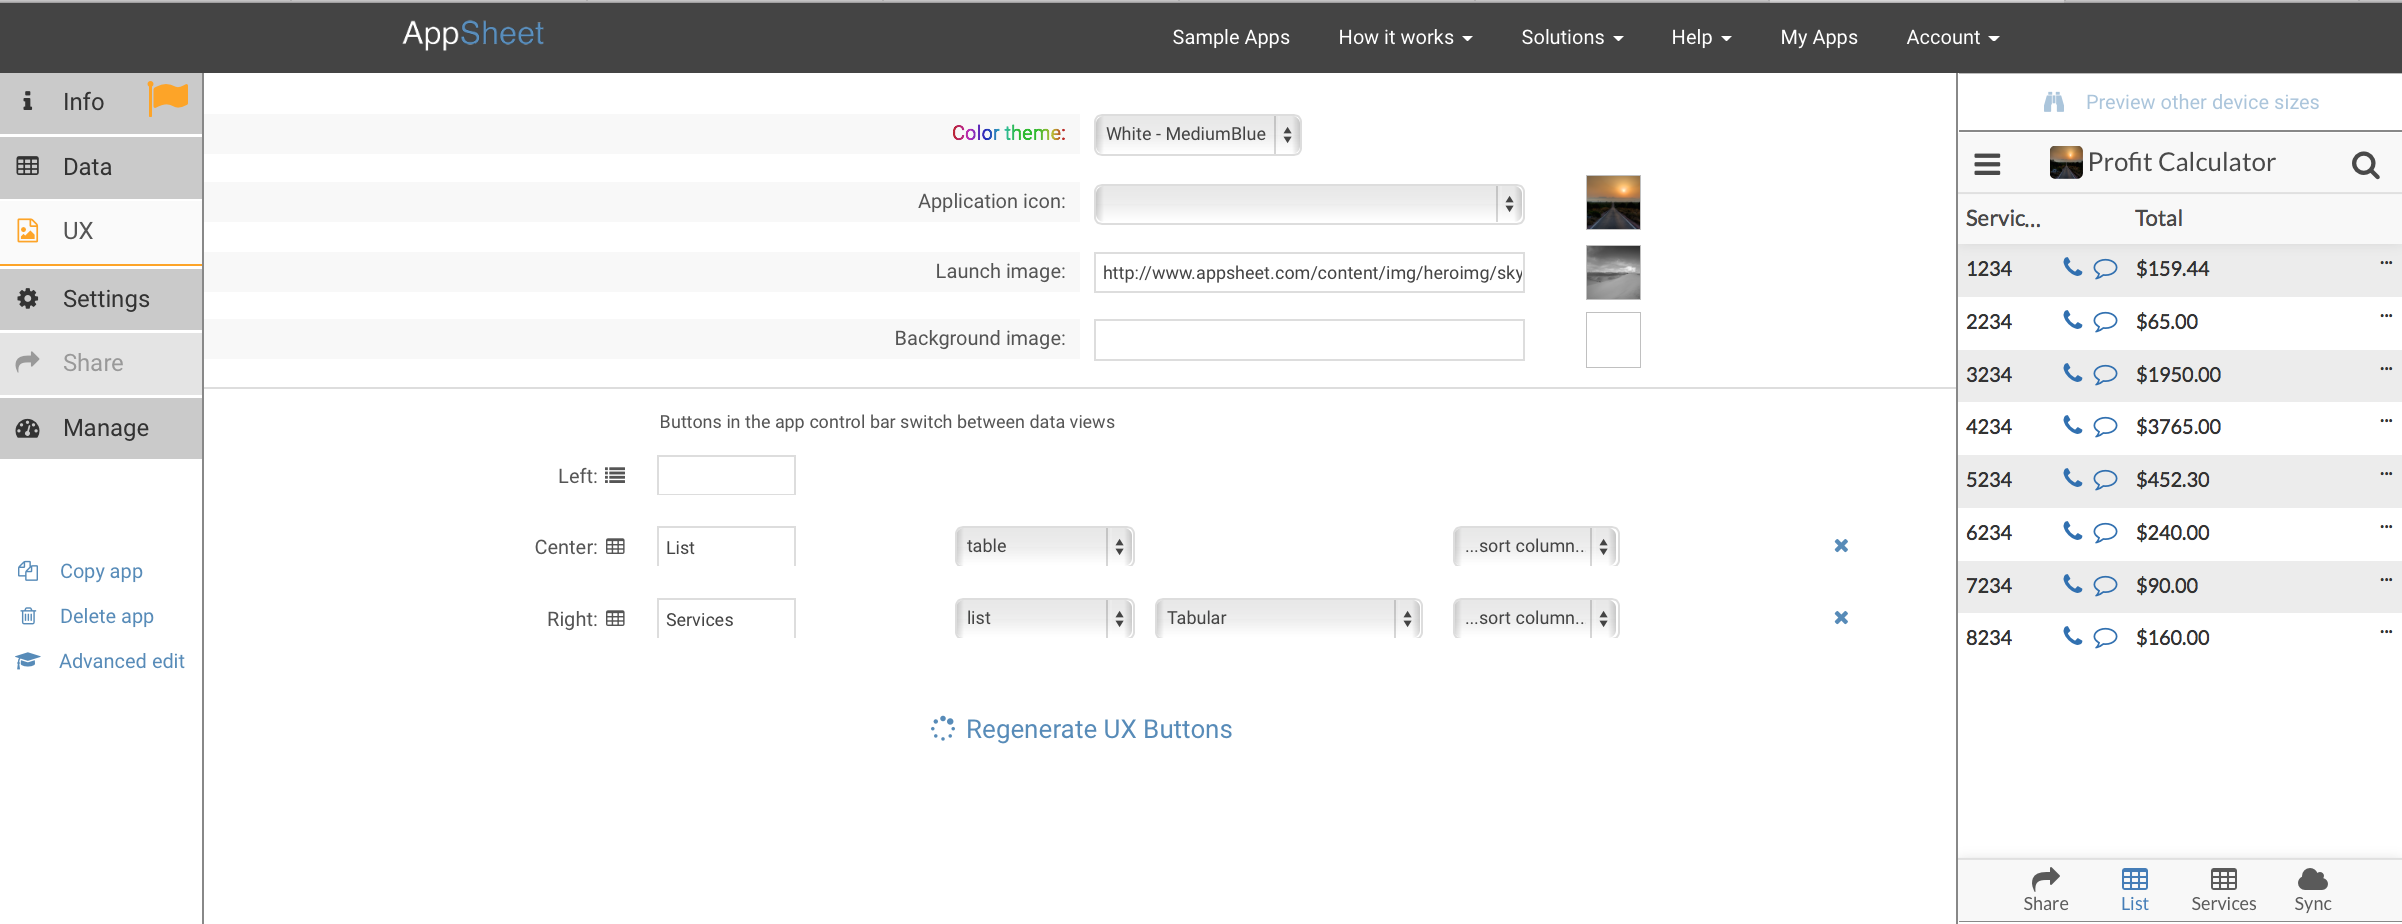 AppSheet
Sample Apps
How it works
Solutions
Help
My Apps
Account
Info
Data
UX
Settings
Share
Manage
Copy app
Delete app
Advanced edit
Color theme: White - MediumBlue
Application icon:
Launch image: http://www.appsheet.com/content/img/heroimg/sky
Background image:
Buttons in the app control bar switch between data views
Left:
Center: List table ...sort column..
Right: Services list Tabular ...sort column..
Regenerate UX Buttons
Preview other device sizes
Profit Calculator
Servic... Total
1234 $159.44 ...
2234 $65.00 ...
3234 $1950.00 ...
4234 $3765.00 ...
5234 $452.30 ...
6234 $240.00 ...
7234 $90.00 ...
8234 $160.00 ...
Share List Services Sync